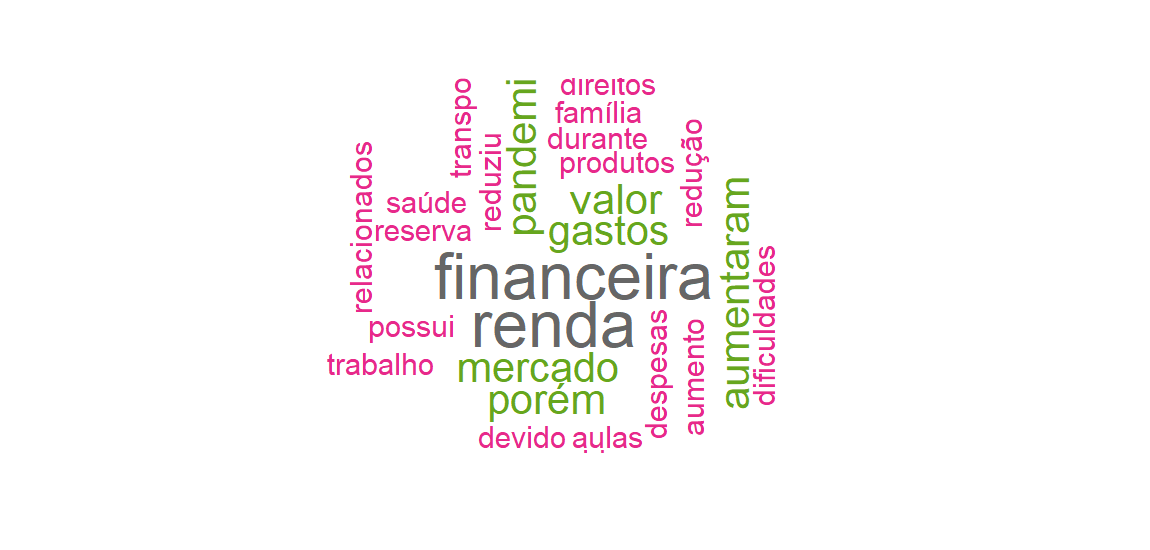 direitos
família
durante
produtos
transpo
reduziu
pandemi
redução
relacionados
saúde
reserva
valor
gastos
aumentaram
dificuldades
financeira
renda
possui
trabalho
mercado
porém
despesas
aumento
devido
aulas